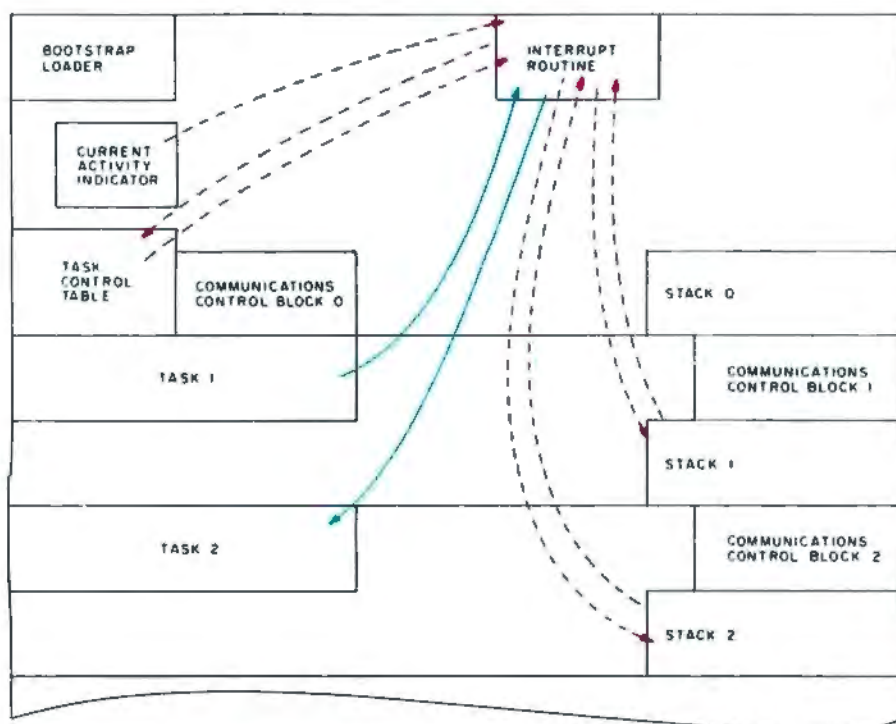 BOOTSTRAP
LOADER
INTERRUPT
ROUTINE
CURRENT
ACTIVITY
INDICATOR
TASK
CONTROL
TABLE
COMMUNICATIONS
CONTROL BLOCK 0
STACK 0
TASK 1
COMMUNICATIONS
CONTROL BLOCK 1
STACK 1
TASK 2
COMMUNICATIONS
CONTROL BLOCK 2
STACK 2